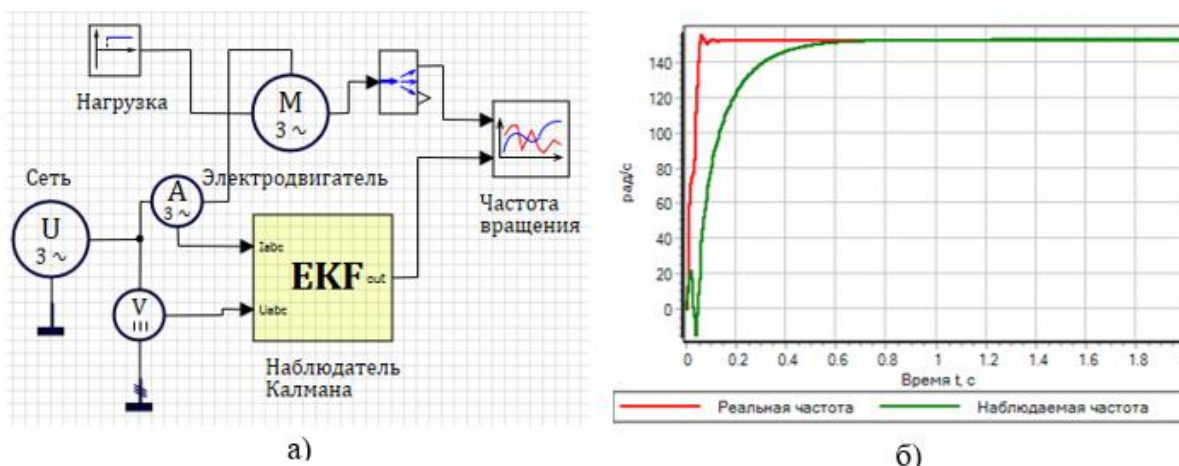 Нагрузка
M
3 ~
Электродвигатель
Сеть
A
3 ~
U
3 ~
V
Iabc
EKF
out
Uabc
Частота
вращения
Наблюдатель
Калмана
а)
рад/с
140
120
100
80
60
40
20
0
0 0.2 0.4 0.6 0.8 1 1.2 1.4 1.6 1.8
Время t, с
Реальная частота Наблюдаемая частота
б)